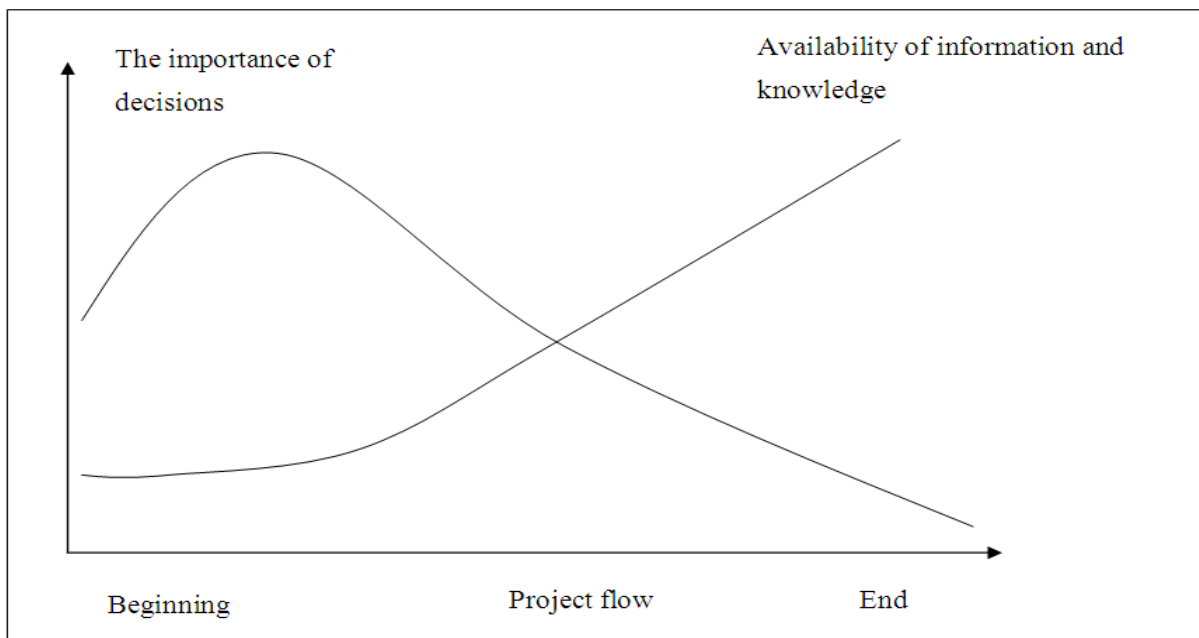 The importance of
decisions
Availability of information and
knowledge
Beginning
Project flow
End